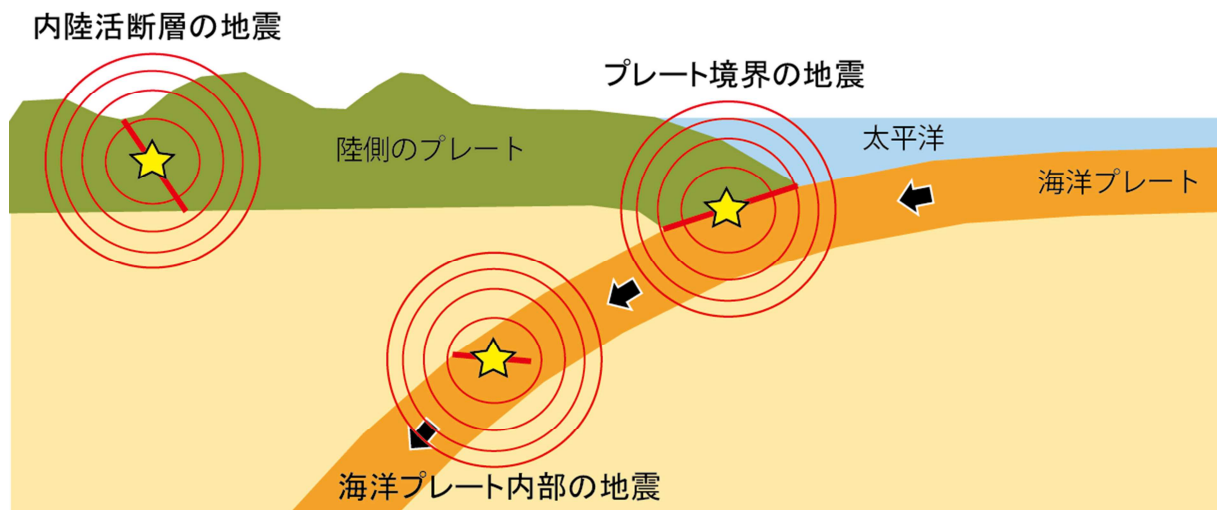 内陸活断層の地震
プレート境界の地震
陸側のプレート
太平洋
海洋プレート
海洋プレート内部の地震